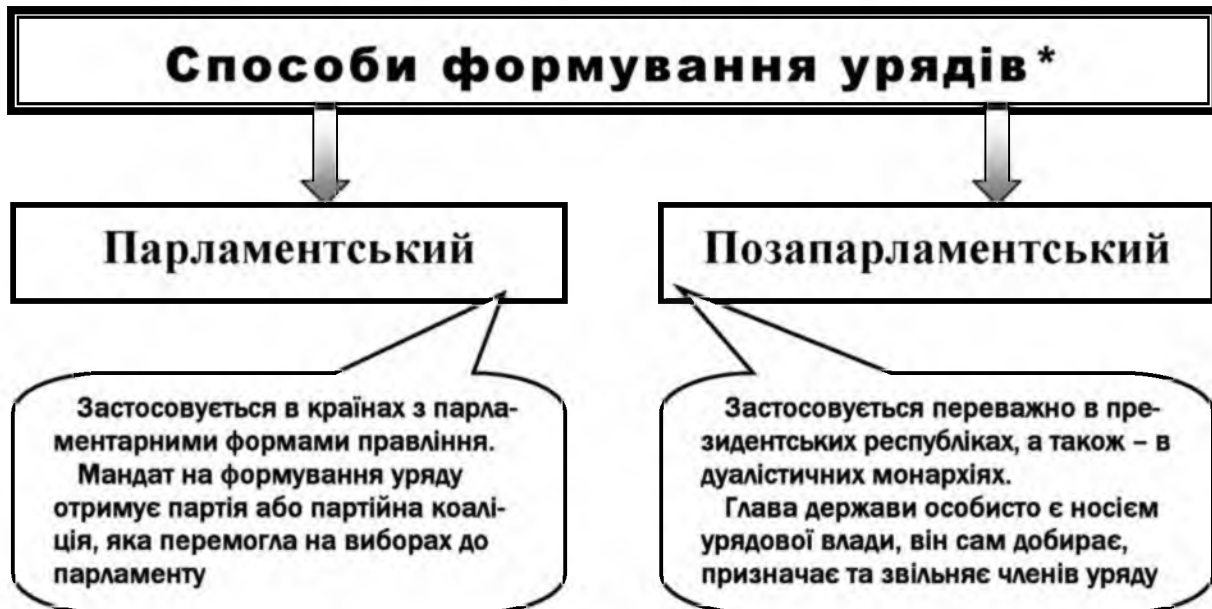 Способи формування урядів*
Парламентський
Позапарламентський
Застосовується в країнах з парла-
ментарними формами правління.
Мандат на формування уряду
отримує партія або партійна коалі-
ція, яка перемогла на виборах до
парламенту
Застосовується переважно в пре-
зидентських республіках, а також – в
дуалістичних монархіях.
Глава держави особисто є носієм
урядової влади, він сам добирає,
призначає та звільняє членів уряду